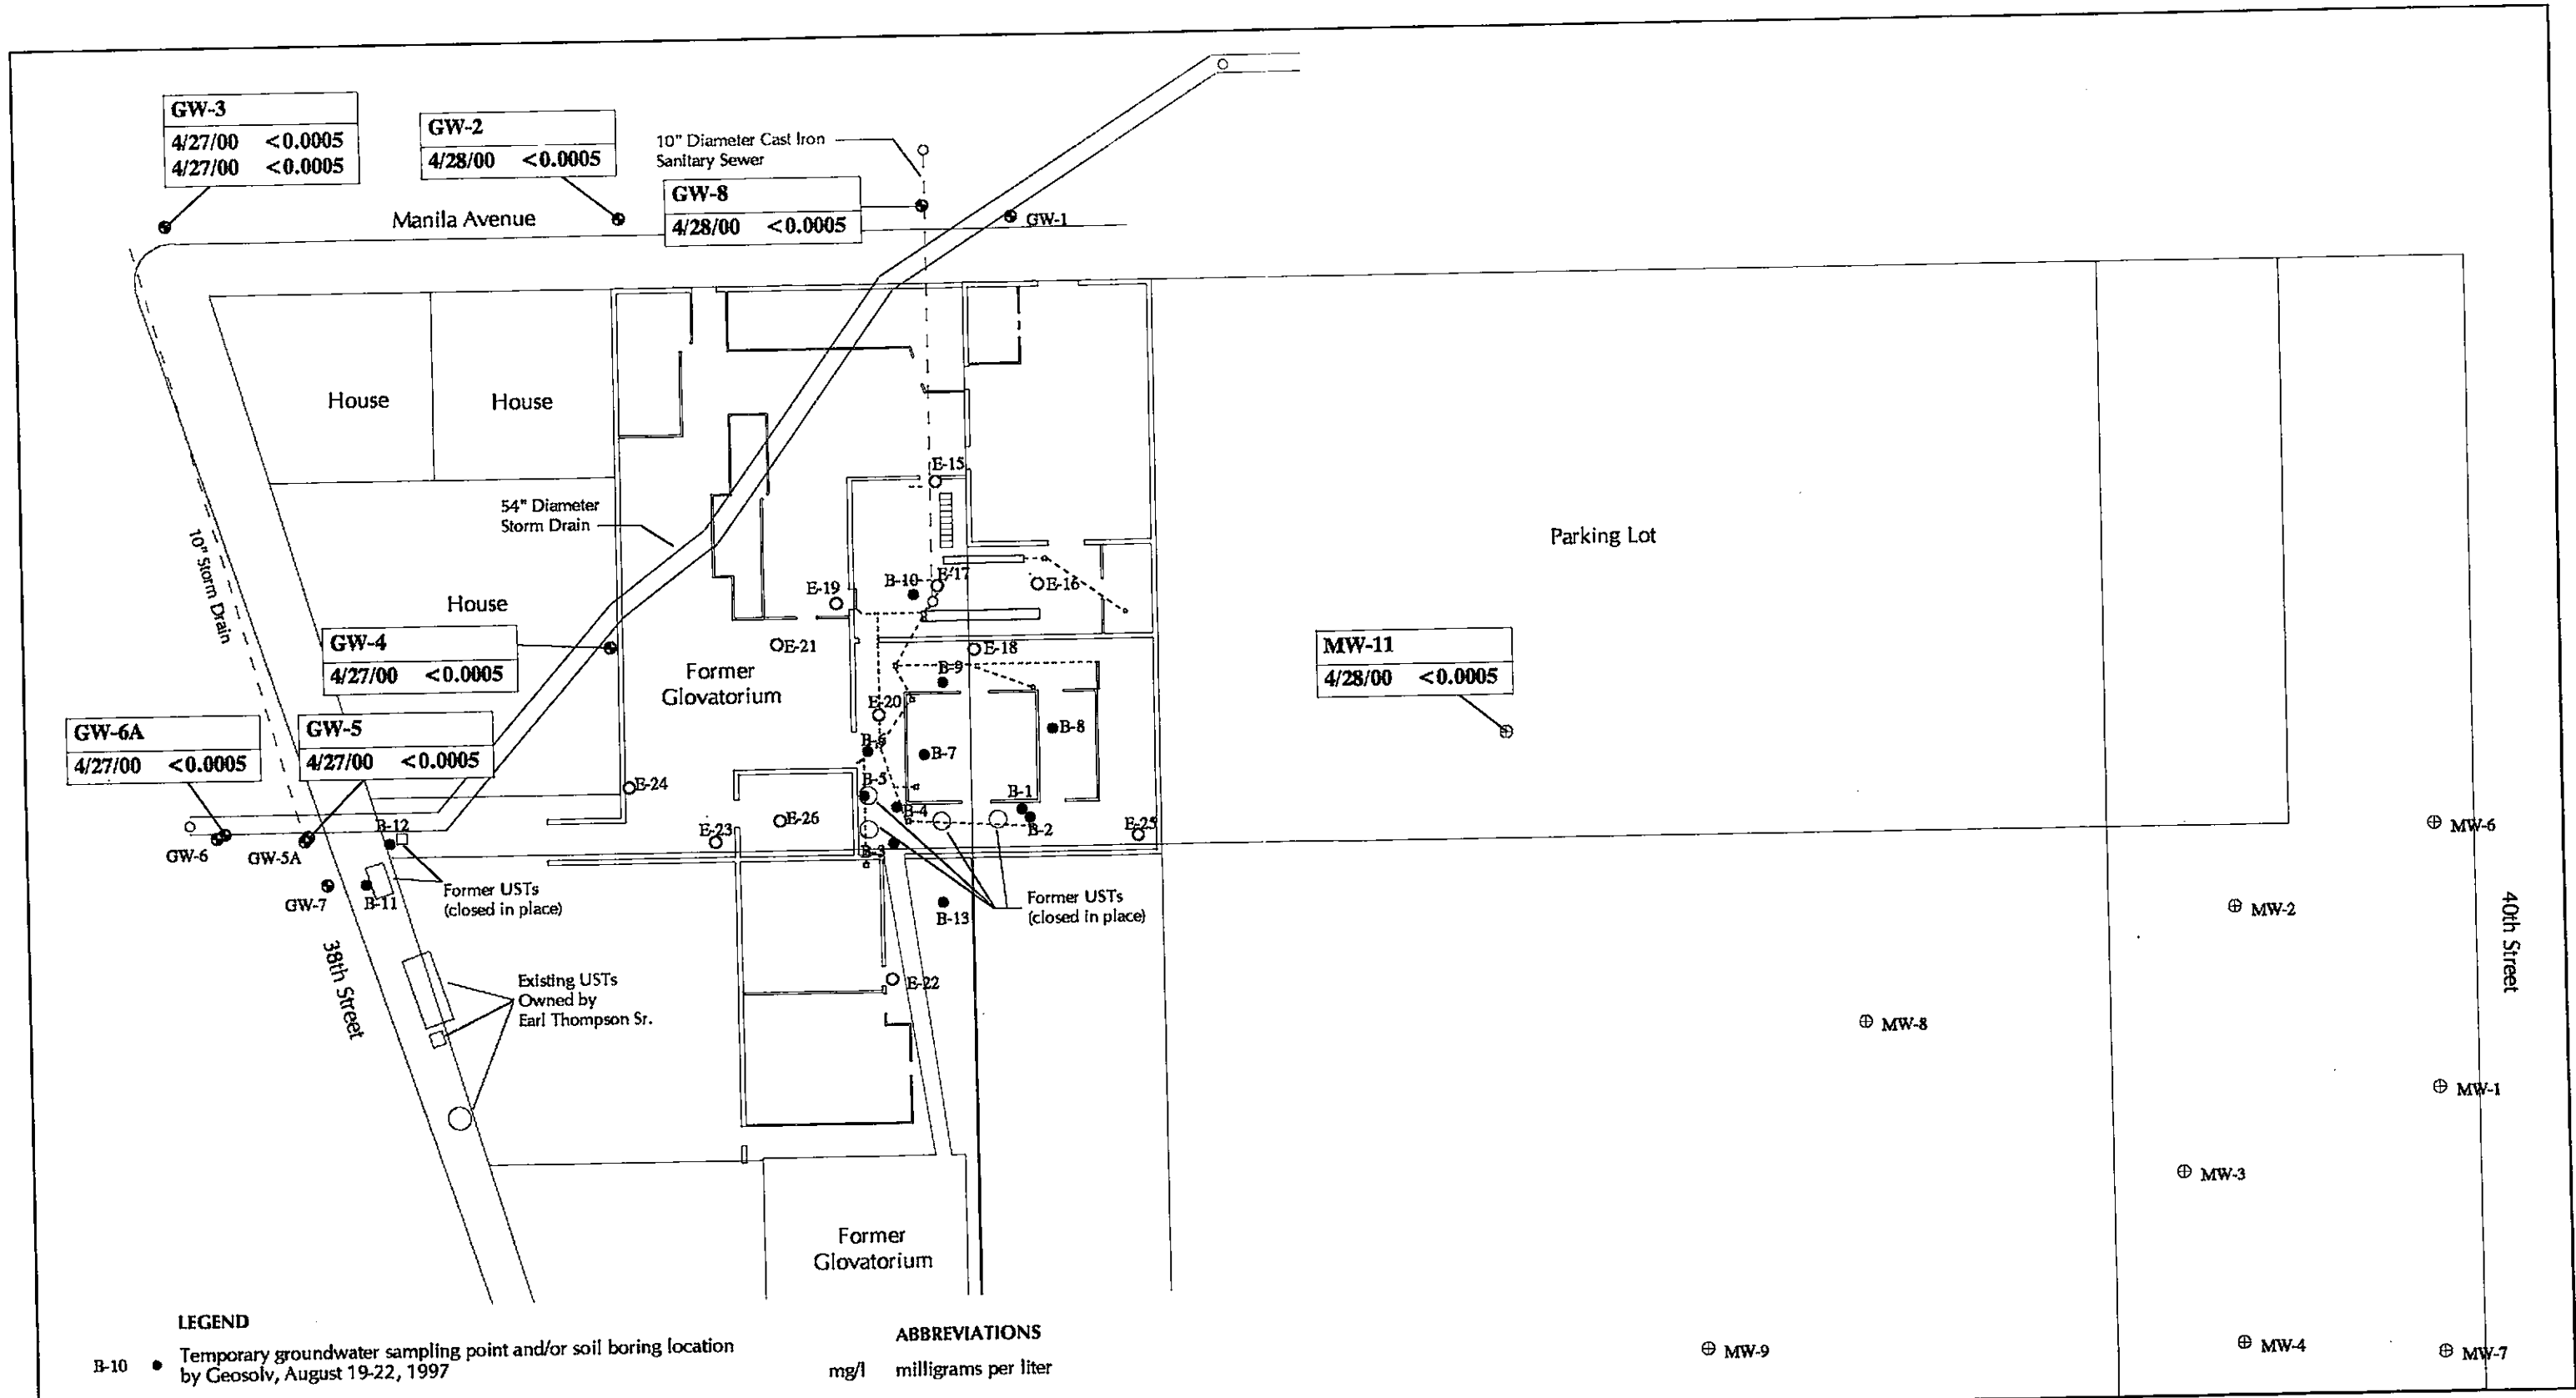 GW-3
4/27/00 <0.0005
4/27/00 <0.0005
GW-2
4/28/00 <0.0005
10" Diameter Cast Iron
Sanitary Sewer
GW-8
4/28/00 <0.0005
Manila Avenue
GW-1
House
House
E-15
54" Diameter
Storm Drain
Parking Lot
10" Storm Drain
E-17
B-10
E-16
E-19
House
GW-4
4/27/00 <0.0005
E-21
E-18
B-9
MW-11
4/28/00 <0.0005
Former
Glovatorium
E-20
GW-6A
4/27/00 <0.0005
GW-5
4/27/00 <0.0005
B-8
B-6
B-7
E-24
B-5
B-1
B-4
E-26
B-2
E-25
MW-6
B-12
E-23
GW-6
GW-5A
B-3
Former USTs
(closed in place)
GW-7
B-11
B-13
Former USTs
(closed in place)
MW-2
40th Street
38th Street
Existing USTs
Owned by
Earl Thompson Sr.
E-22
MW-8
MW-1
MW-3
Former
Glovatorium
LEGEND
B-10 Temporary groundwater sampling point and/or soil boring location
by Geosolv, August 19-22, 1997
ABBREVIATIONS
mg/l milligrams per liter
MW-9
MW-4
MW-7